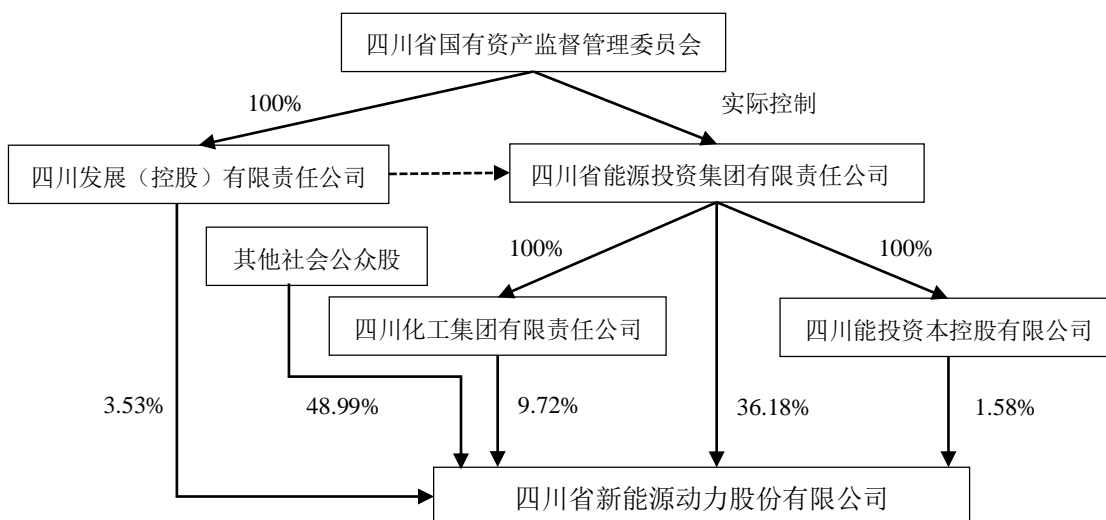 四川省国有资产监督管理委员会
100%
实际控制
四川发展（控股）有限责任公司
四川省能源投资集团有限责任公司
其他社会公众股
100%
100%
四川化工集团有限责任公司
四川能投资本控股有限公司
3.53%
48.99%
9.72%
36.18%
1.58%
四川省新能源动力股份有限公司